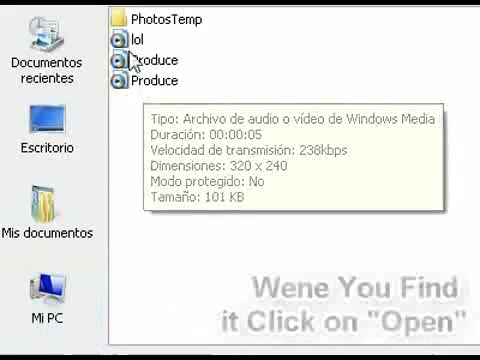 PhotosTemp
lol
Produce
Produce
Documentos
recientes
Escritorio
Mis documentos
Mi PC
Tipo: Archivo de audio o vídeo de Windows Media
Duración: 00:00:05
Velocidad de transmisión: 238kbps
Dimensiones: 320 x 240
Modo protegido: No
Tamaño: 101 KB
Wene You Find
it Click on "Open"